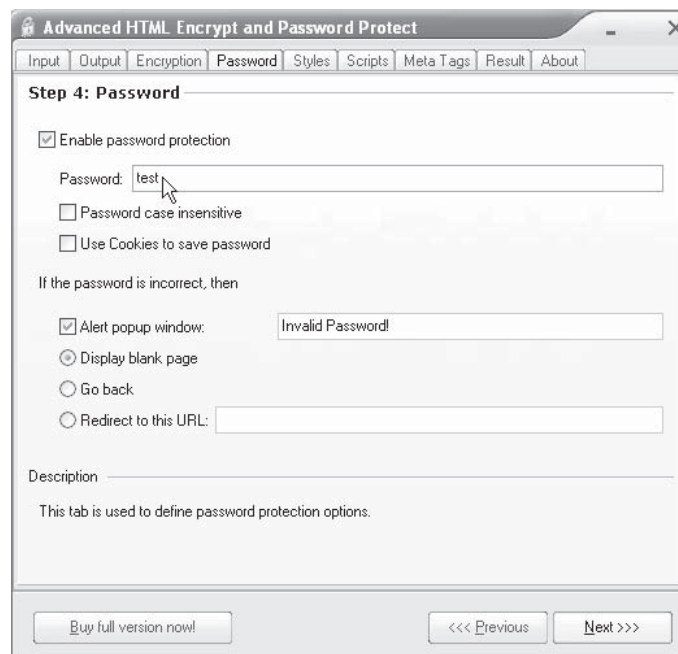 Advanced HTML Encrypt and Password Protect
Input Output Encryption Password Styles Scripts Meta Tags Result About
Step 4: Password
Enable password protection
Password: test
Password case insensitive
Use Cookies to save password
If the password is incorrect, then
Alert popup window: Invalid Password!
Display blank page
Go back
Redirect to this URL:
Description
This tab is used to define password protection options.
Buy full version now! <<< Previous Next >>>